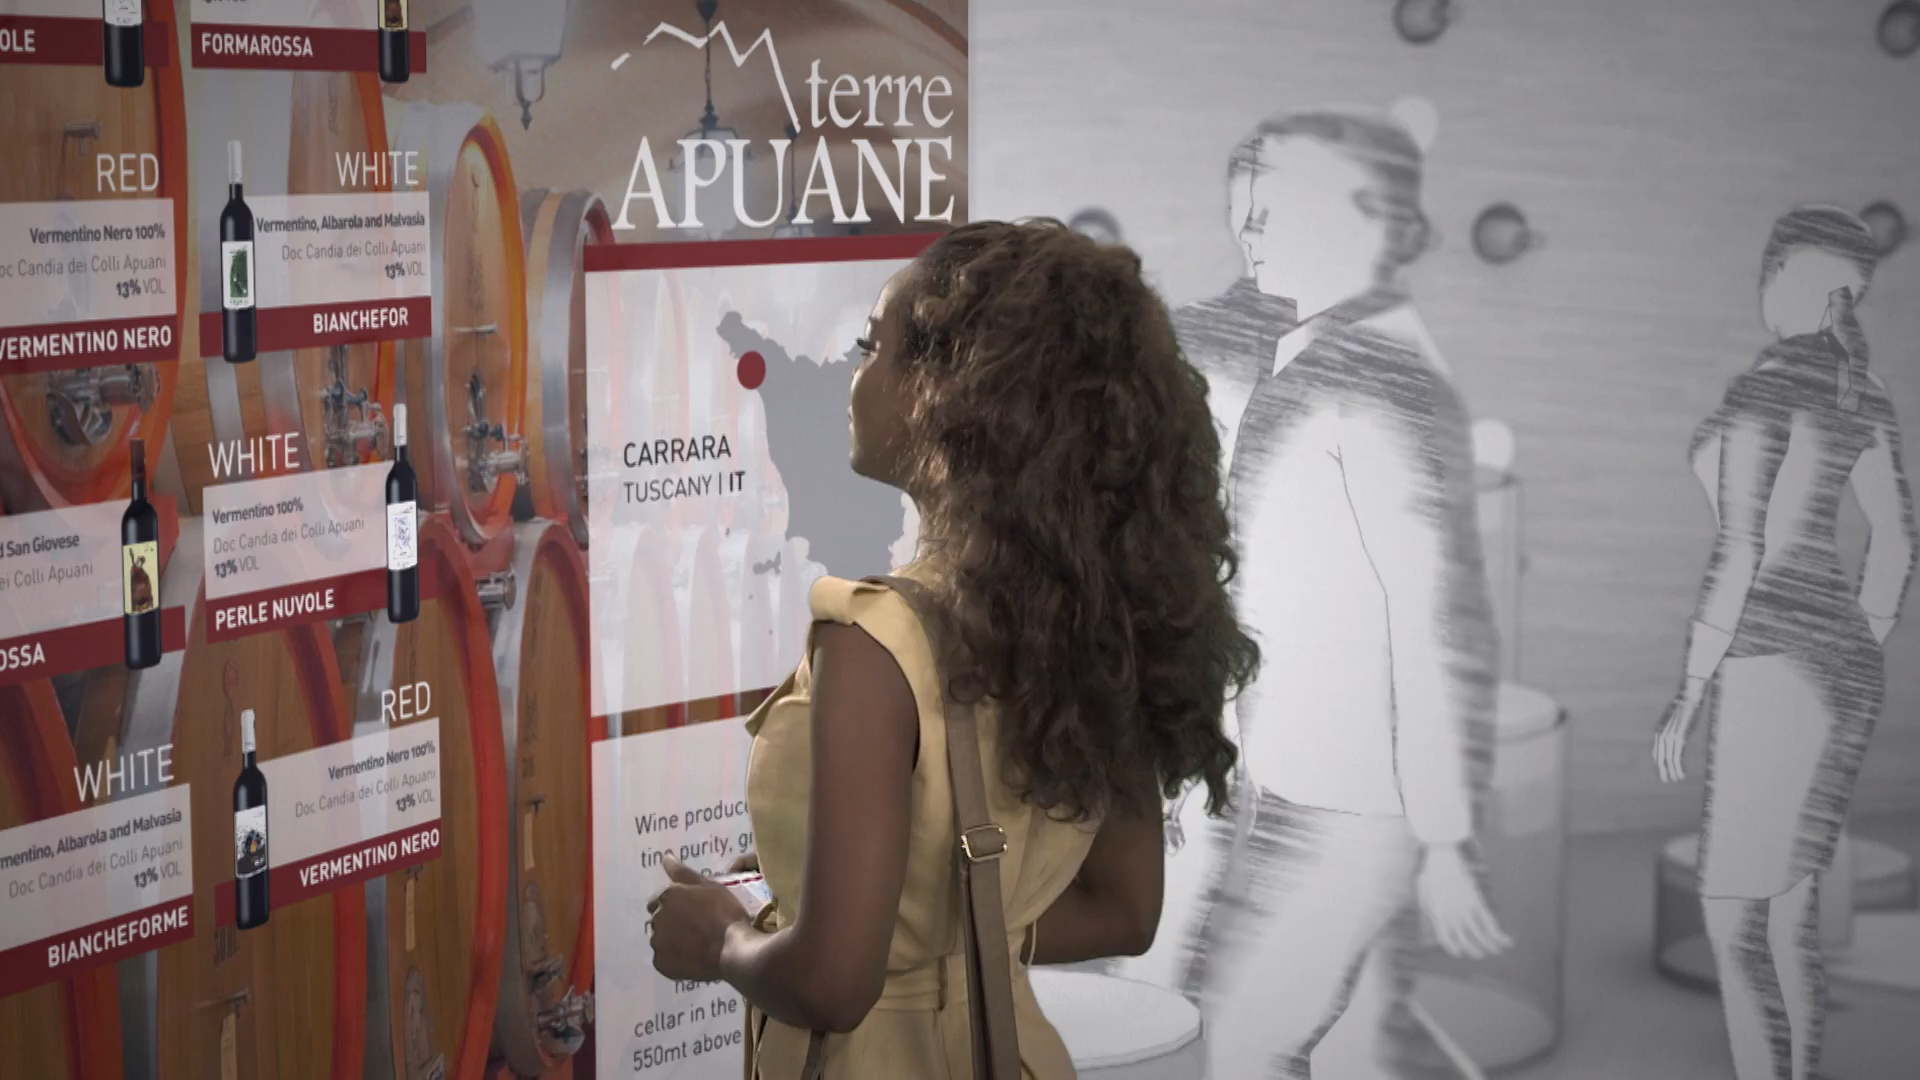 OLE
FORMAROSSA
terre
APUANE
RED
Vermentino Nero 100%
Doc Candia dei Colli Apuani
13% VOL
VERMENTINO NERO
WHITE
Vermentino, Albarola and Malvasia
Doc Candia dei Colli Apuani
13% VOL
BIANCHEFOR
San Giovese
ei Colli Apuani
OSSA
WHITE
Vermentino 100%
Doc Candia dei Colli Apuani
13% VOL
PERLE NUVOLE
WHITE
mentino, Albarola and Malvasia
Doc Candia dei Colli Apuani
13% VOL
BIANCHEFORME
RED
Vermentino Nero 100%
Doc Candia dei Colli Apuani
13% VOL
VERMENTINO NERO
CARRARA
TUSCANY | IT
Wine produce
purity, gr
cellar in the
550mt above